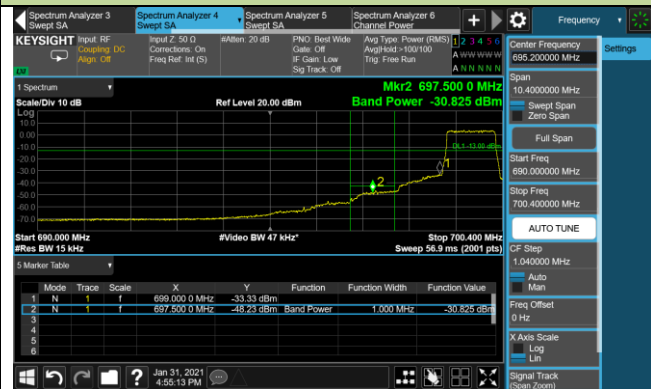 Spectrum Analyzer 3
Swept SA
Spectrum Analyzer 4
Swept SA
Spectrum Analyzer 5
Swept SA
Spectrum Analyzer 6
Channel Power
Frequency
KEYSIGHT
Input: RF
Coupling: DC
Align: Off
Input Z: 50 Ω
Corrections: On
Freq Ref: Int (S)
#Atten: 20 dB
PNO: Best Wide
Gate: Off
IF Gain: Low
Sig Track: Off
Avg Type: Power (RMS)
Avg|Hold:>100/100
Trig: Free Run
1 2 3 4 5 6
A W W W W W
A N N N N N
LXI
1 Spectrum
Scale/Div 10 dB
Log
Ref Level 20.00 dBm
Mkr2 697.500 0 MHz
Band Power -30.825 dBm
10.0
0.00
-10.0
-20.0
-30.0
-40.0
-50.0
-60.0
-70.0
DL1 -13.00 dBm
1
2
Start 690.000 MHz
#Res BW 15 kHz
#Video BW 47 kHz*
Stop 700.400 MHz
Sweep 56.9 ms (2001 pts)
5 Marker Table
Mode Trace Scale X Y Function Function Width Function Value
1 N 1 f 699.000 0 MHz -33.33 dBm
2 N 1 f 697.500 0 MHz -48.23 dBm Band Power 1.000 MHz -30.825 dBm
3
4
5
6
Jan 31, 2021
4:55:13 PM
Center Frequency
695.200000 MHz
Settings
Span
10.4000000 MHz
Swept Span
Zero Span
Full Span
Start Freq
690.000000 MHz
Stop Freq
700.400000 MHz
AUTO TUNE
CF Step
1.040000 MHz
Auto
Man
Freq Offset
0 Hz
X Axis Scale
Log
Lin
Signal Track
(Span Zoom)